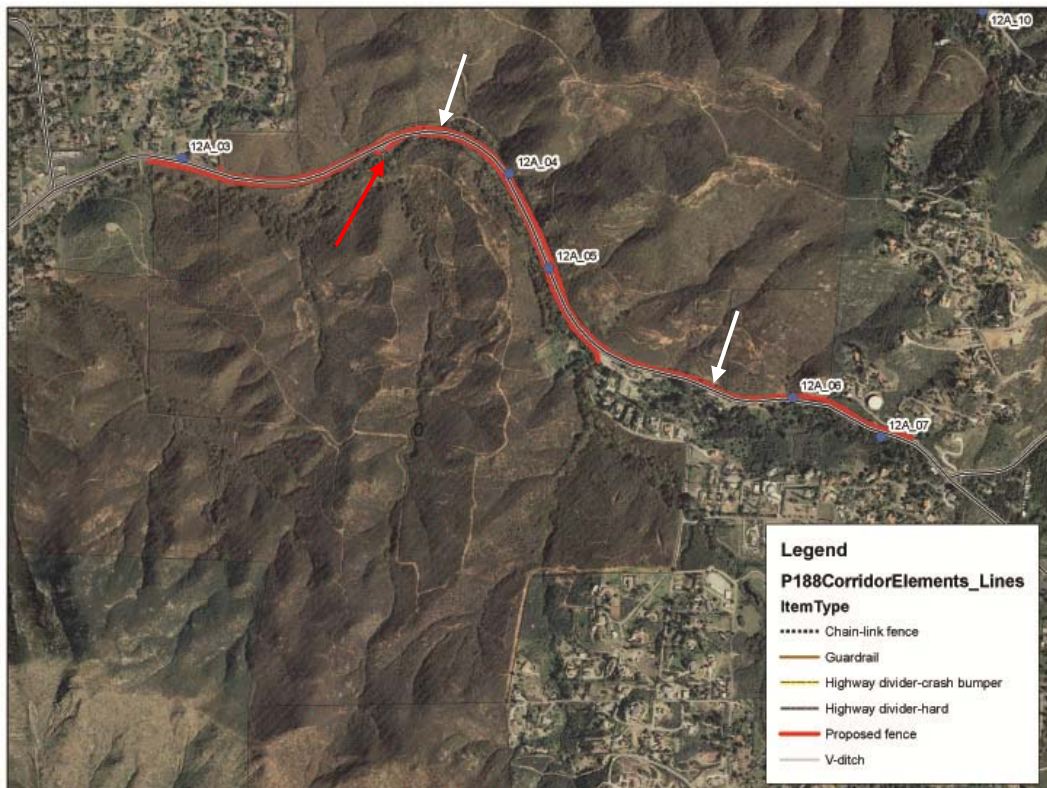 12A_10
12A_03
12A_04
12A_05
12A_06
12A_07
0
Legend
P188CorridorElements_Lines
ItemType
Chain-link fence
Guardrail
Highway divider-crash bumper
Highway divider-hard
Proposed fence
V-ditch